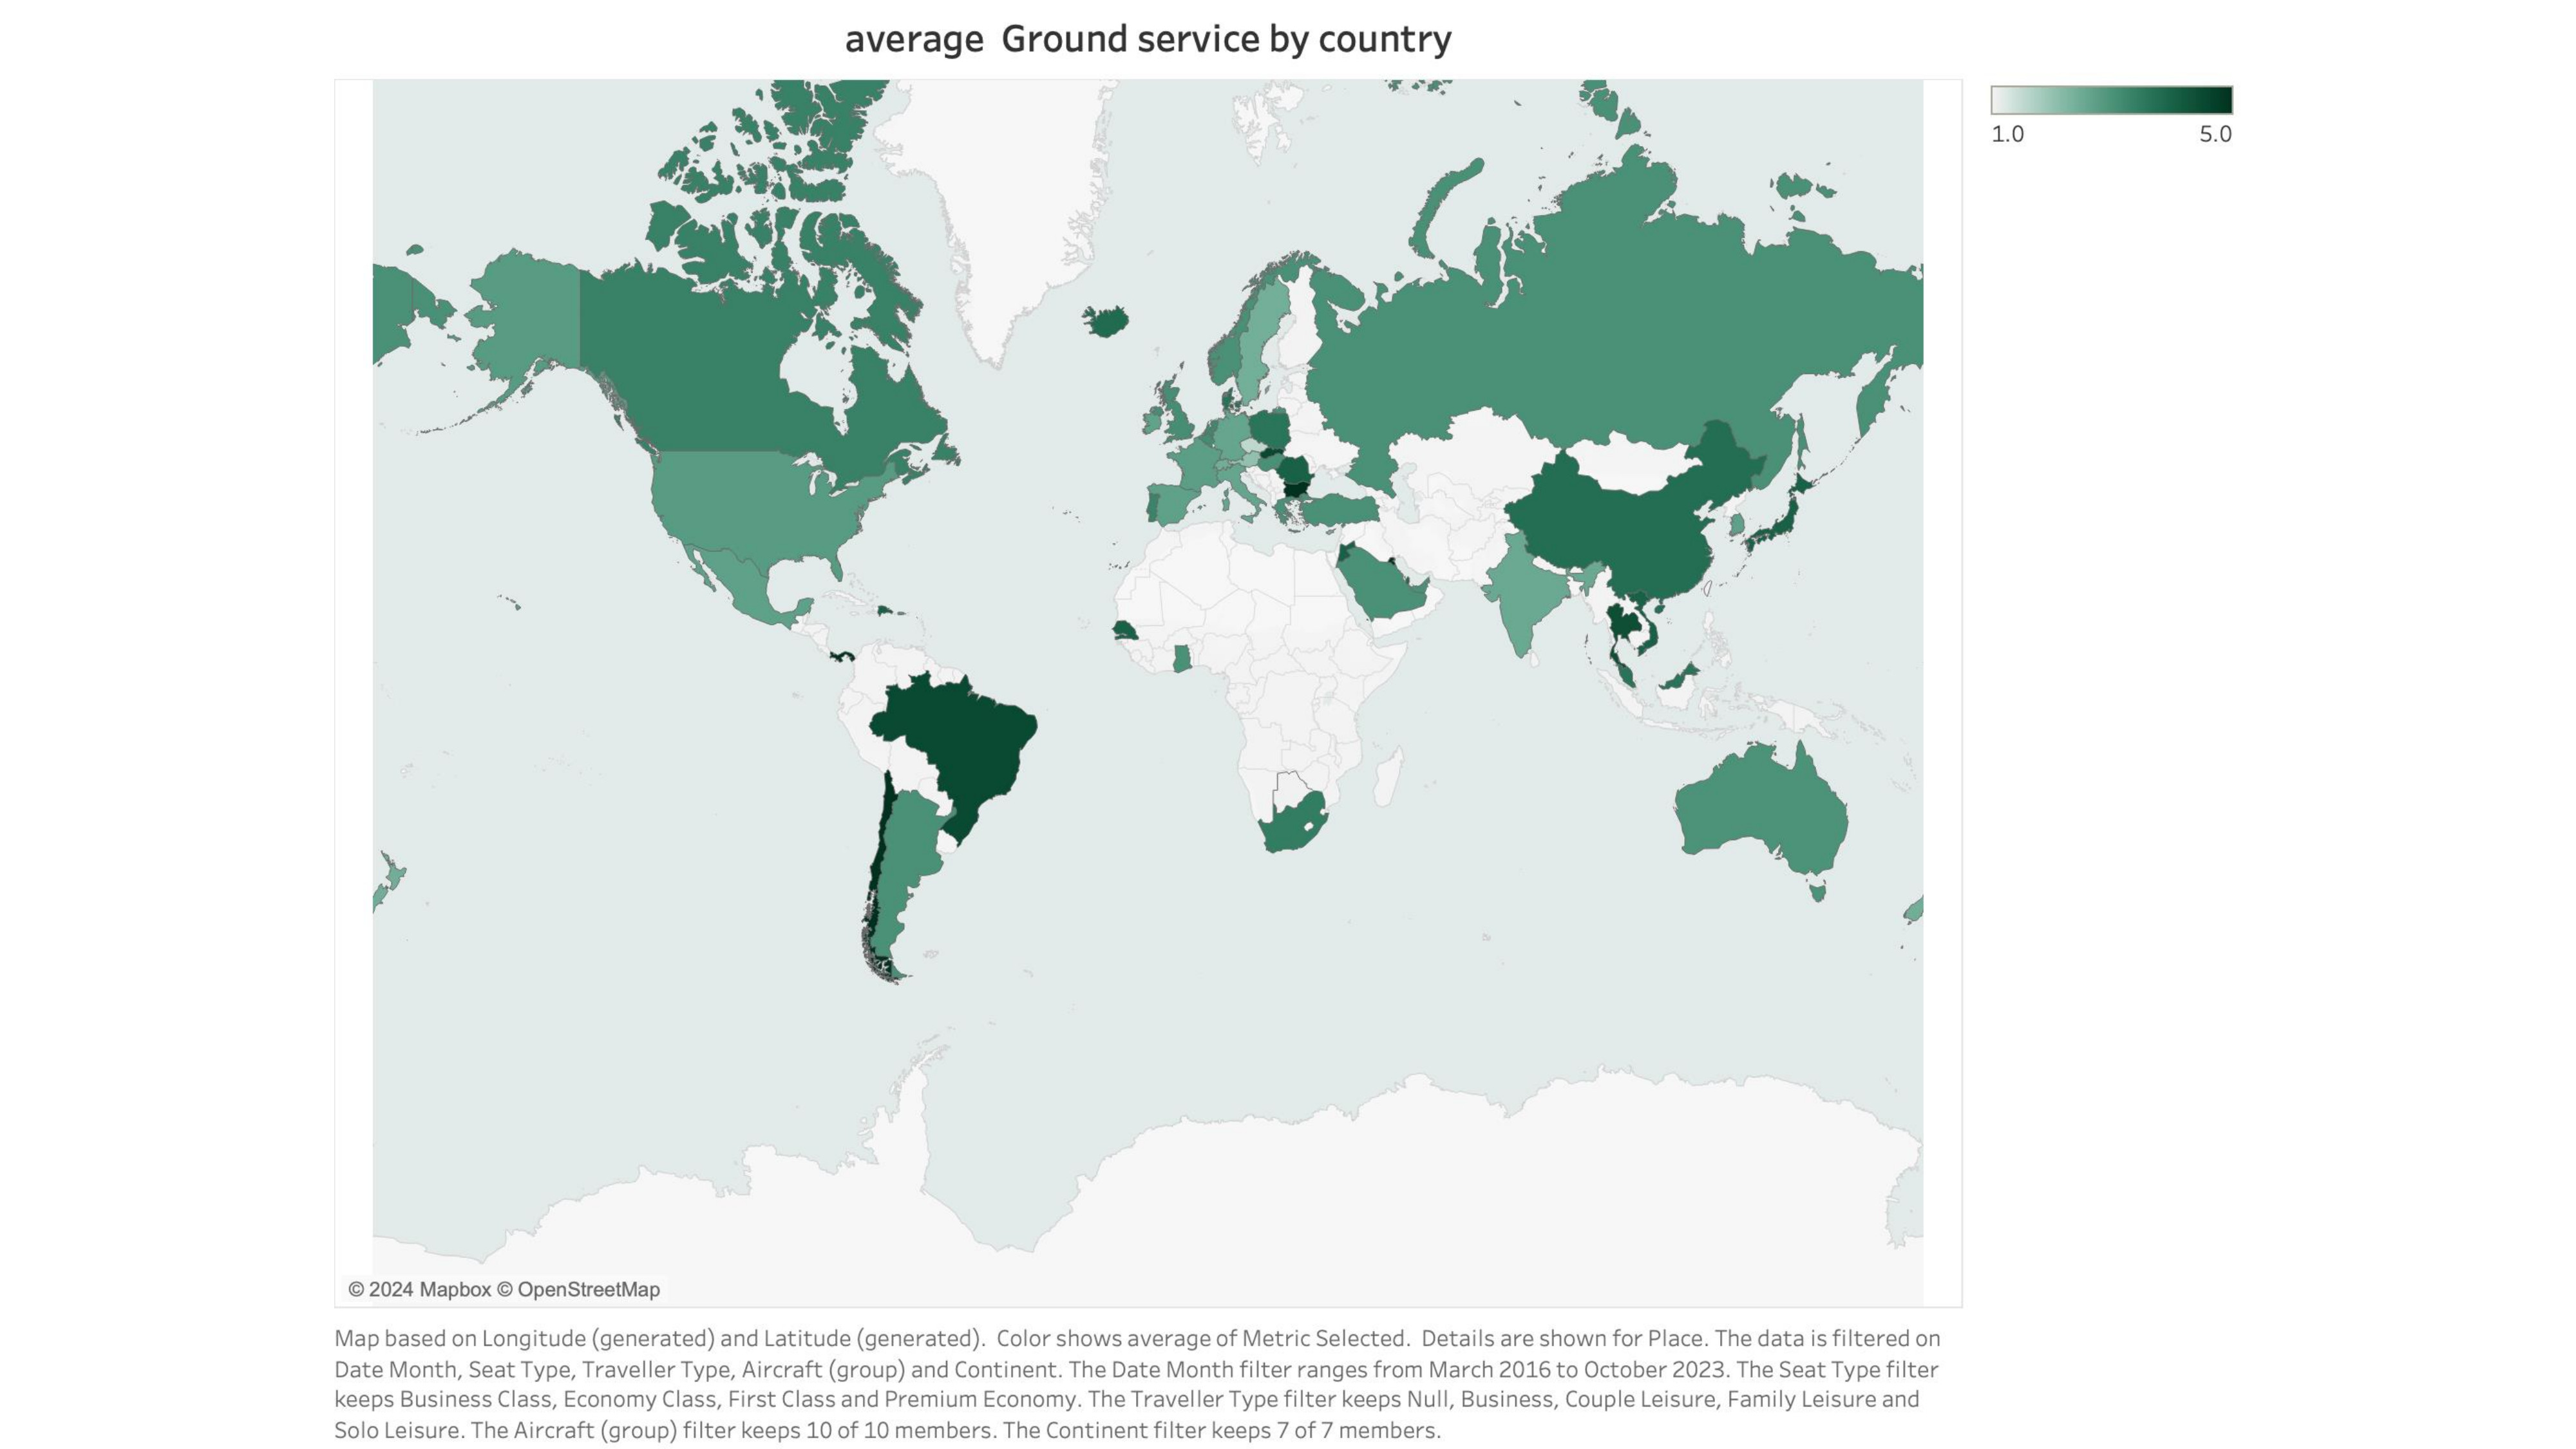 average  Ground service by country
1.0 5.0
© 2024 Mapbox © OpenStreetMap
Map based on Longitude (generated) and Latitude (generated).  Color shows average of Metric Selected.  Details are shown for Place. The data is filtered on
Date Month, Seat Type, Traveller Type, Aircraft (group) and Continent. The Date Month filter ranges from March 2016 to October 2023. The Seat Type filter
keeps Business Class, Economy Class, First Class and Premium Economy. The Traveller Type filter keeps Null, Business, Couple Leisure, Family Leisure and
Solo Leisure. The Aircraft (group) filter keeps 10 of 10 members. The Continent filter keeps 7 of 7 members.